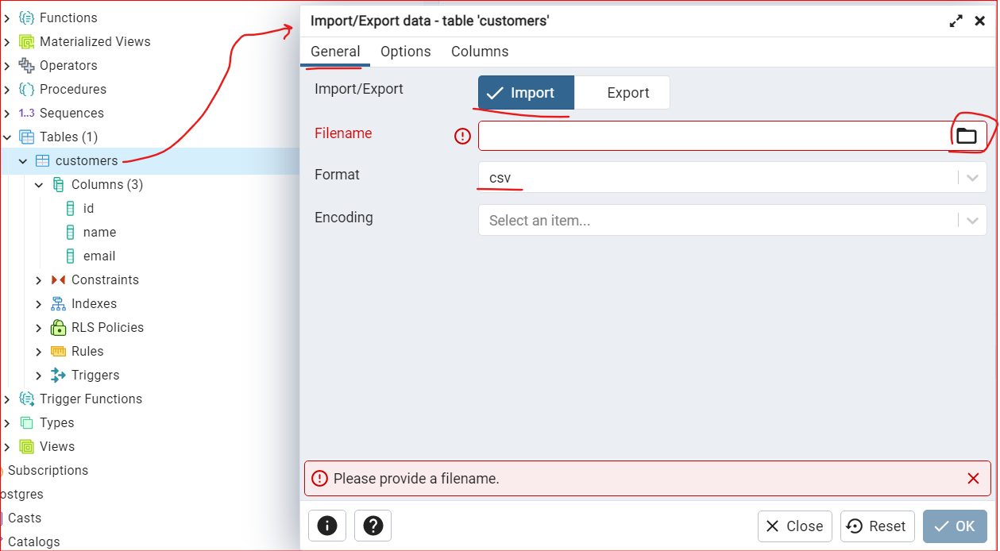 Functions
Materialized Views
Operators
Procedures
1..3 Sequences
Tables (1)
customers
Columns (3)
id
name
email
Constraints
Indexes
RLS Policies
Rules
Triggers
Trigger Functions
Types
Views
Subscriptions
ostgres
Casts
Catalogs
Import/Export data - table 'customers'
General Options Columns
Import/Export Import Export
Filename
Format csv
Encoding Select an item...
Please provide a filename.
Close Reset OK